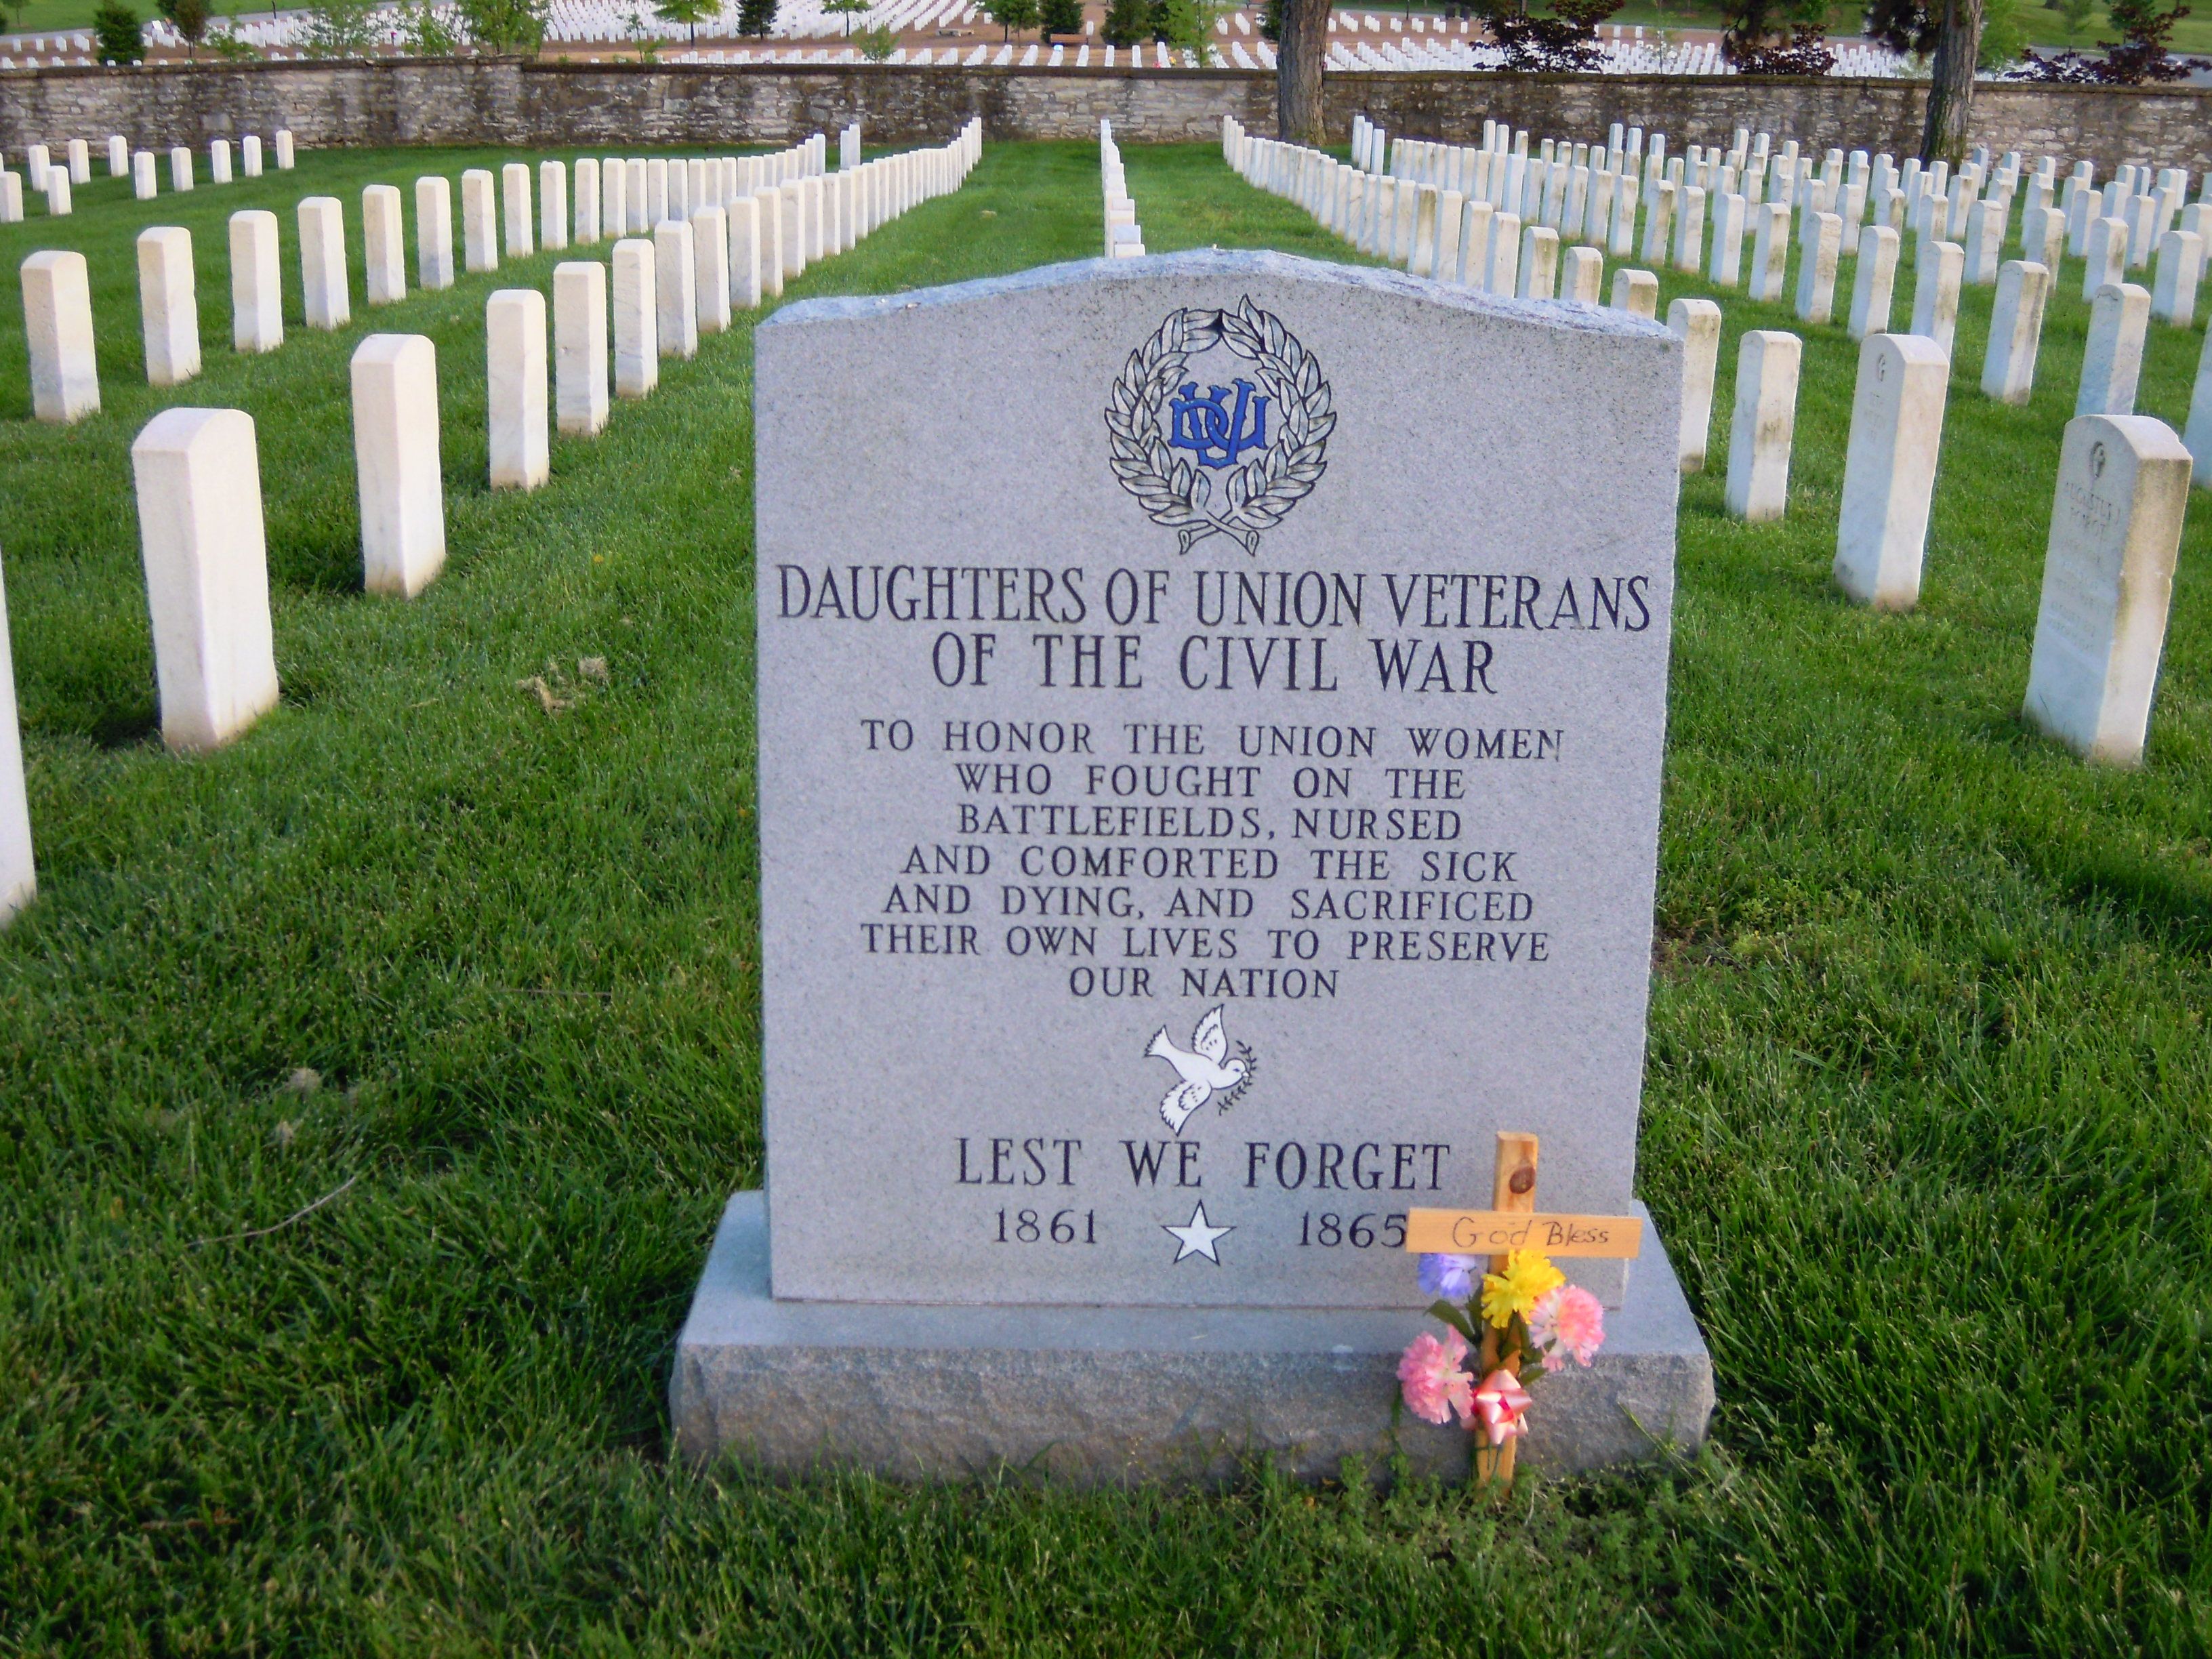 DUV
DAUGHTERS OF UNION VETERANS
OF THE CIVIL WAR
TO HONOR THE UNION WOMEN
WHO FOUGHT ON THE
BATTLEFIELDS, NURSED
AND COMFORTED THE SICK
AND DYING, AND SACRIFICED
THEIR OWN LIVES TO PRESERVE
OUR NATION
LEST WE FORGET
1861 1865
God Bless